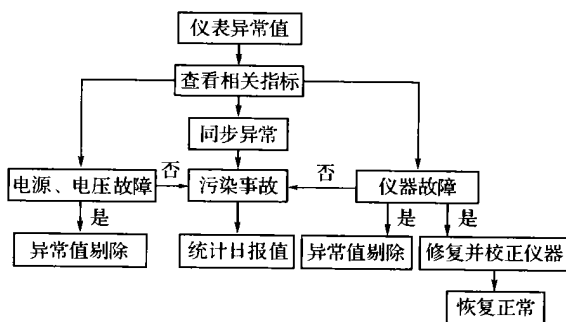 仪表异常值
查看相关指标
同步异常
电源、电压故障
否
污染事故
否
仪器故障
是
是
是
异常值剔除
统计日报值
异常值剔除
修复并校正仪器
恢复正常